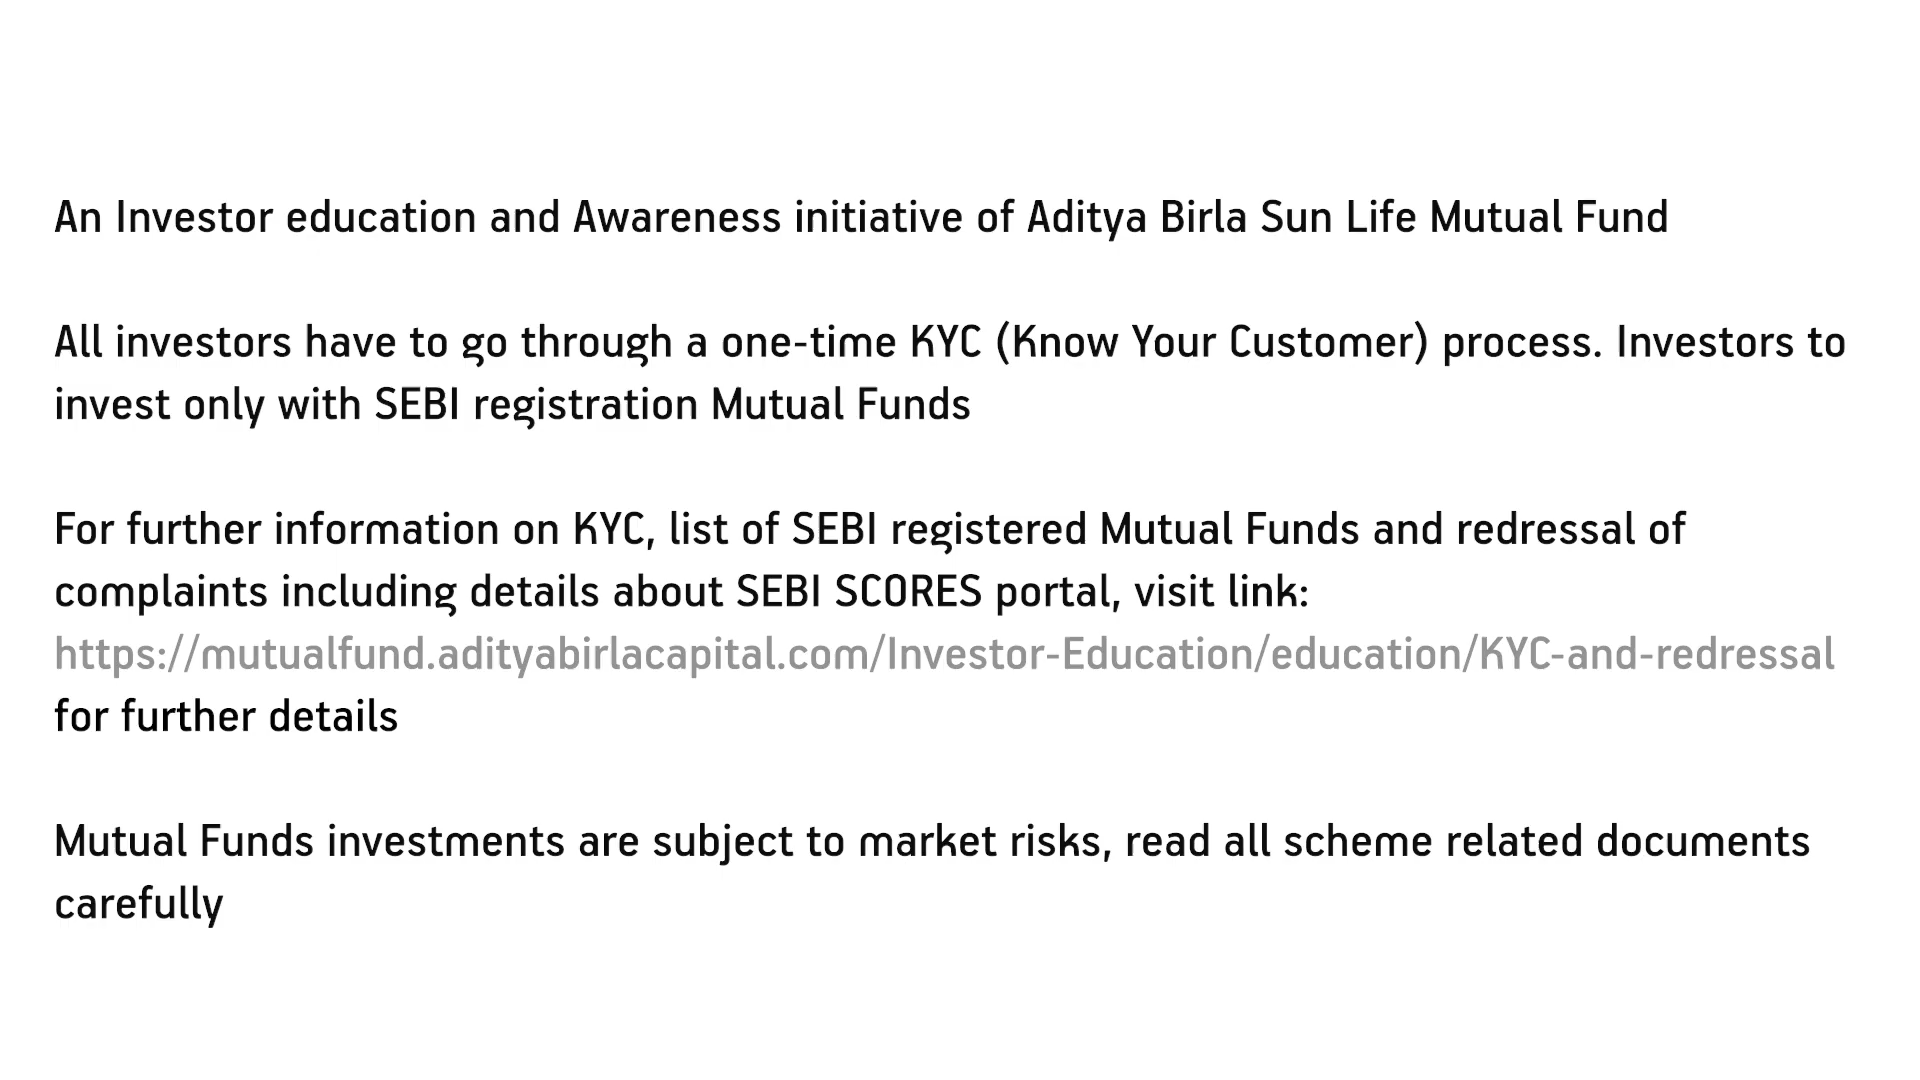 An Investor education and Awareness initiative of Aditya Birla Sun Life Mutual Fund
All investors have to go through a one-time KYC (Know Your Customer) process. Investors to
invest only with SEBI registration Mutual Funds
For further information on KYC, list of SEBI registered Mutual Funds and redressal of
complaints including details about SEBI SCORES portal, visit link:
https://mutualfund.adityabirlacapital.com/Investor-Education/education/KYC-and-redressal
for further details
Mutual Funds investments are subject to market risks, read all scheme related documents
carefully